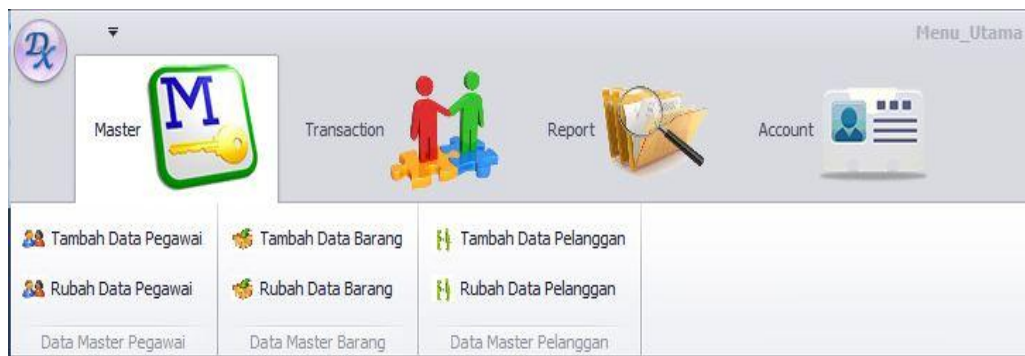 Menu_Utama
Master
Transaction
Report
Account
Tambah Data Pegawai
Rubah Data Pegawai
Data Master Pegawai
Tambah Data Barang
Rubah Data Barang
Data Master Barang
Tambah Data Pelanggan
Rubah Data Pelanggan
Data Master Pelanggan